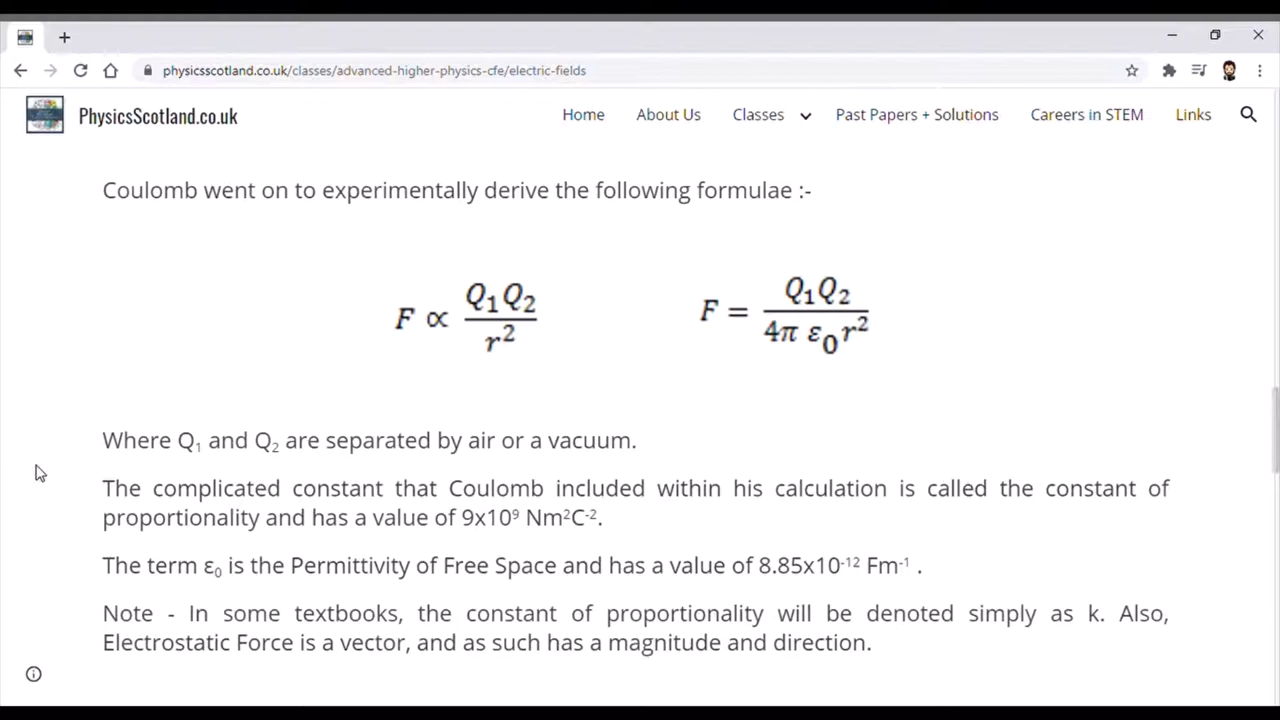 physicsscotland.co.uk/classes/advanced-higher-physics-cfe/electric-fields
PhysicsScotland.co.uk
Home About Us Classes Past Papers + Solutions Careers in STEM Links
Coulomb went on to experimentally derive the following formulae :-
F ∝ Q₁Q₂ / r² F = Q₁Q₂ / 4π ε₀r²
Where Q₁ and Q₂ are separated by air or a vacuum.
The complicated constant that Coulomb included within his calculation is called the constant of
proportionality and has a value of 9x10⁹ Nm²C⁻².
The term ε₀ is the Permittivity of Free Space and has a value of 8.85x10⁻¹² Fm⁻¹ .
Note - In some textbooks, the constant of proportionality will be denoted simply as k. Also,
Electrostatic Force is a vector, and as such has a magnitude and direction.